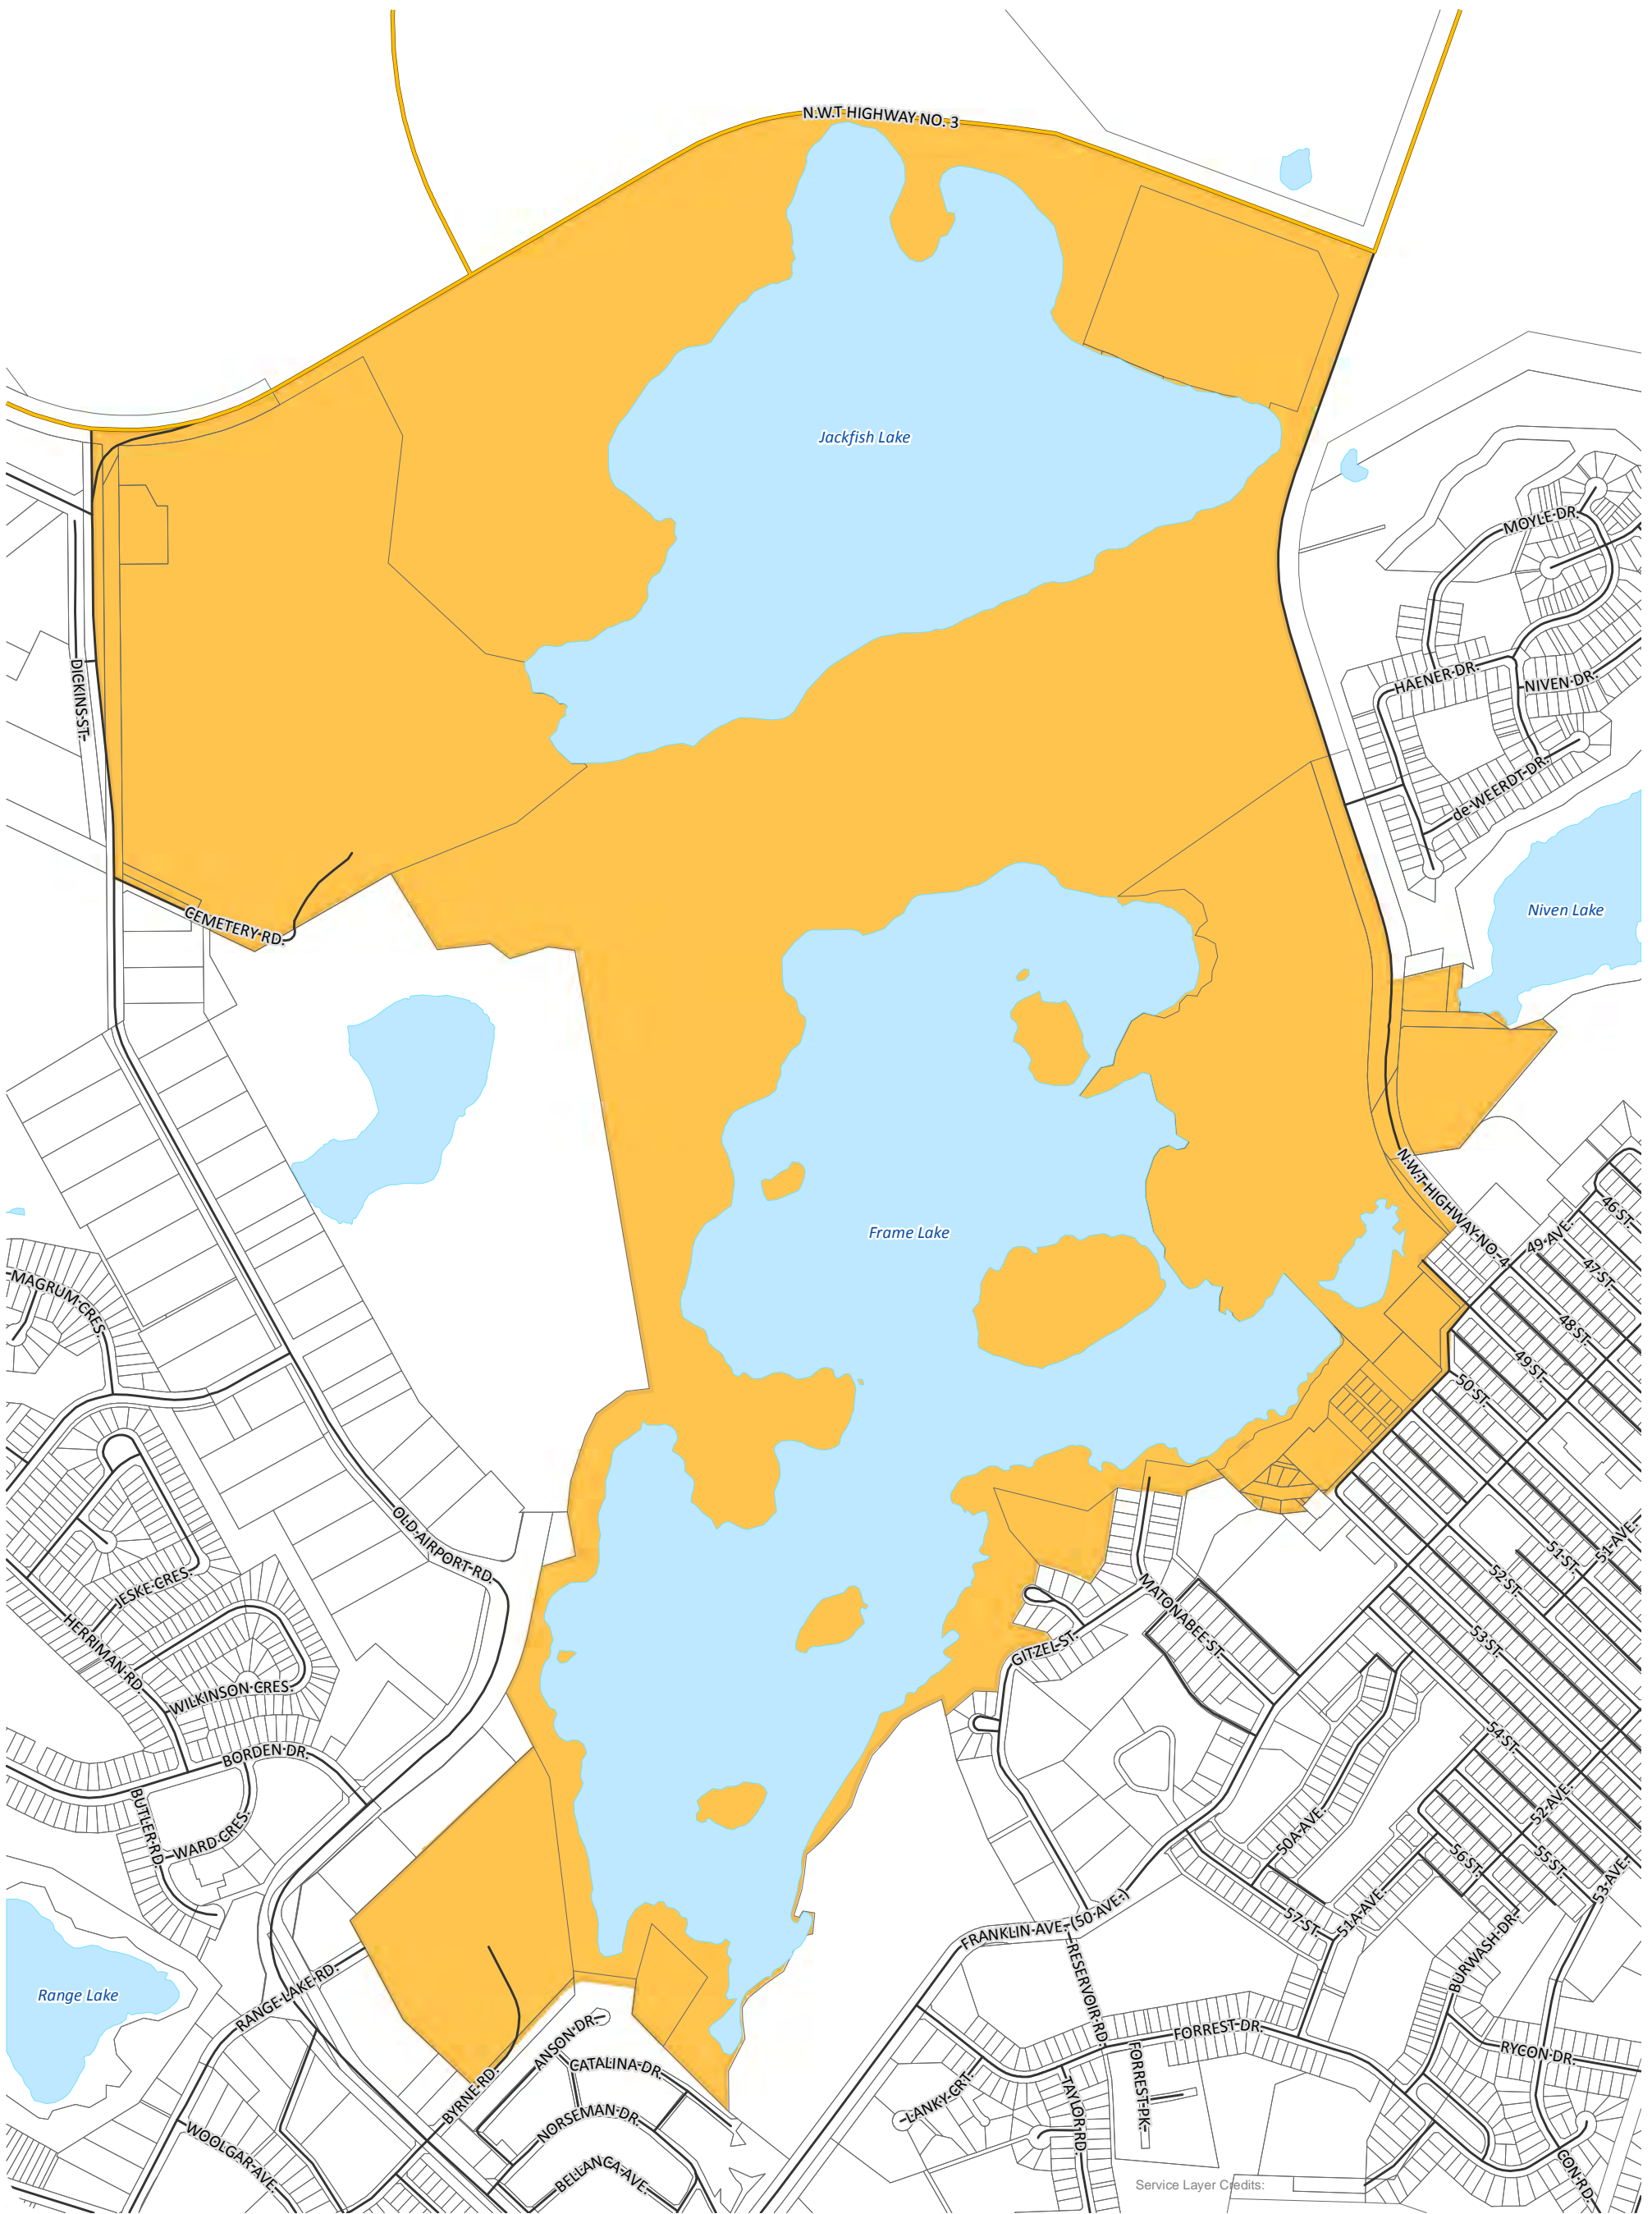 N.W.T HIGHWAY NO. 3
Jackfish Lake
MOYLE DR.
HAENER DR.
NIVEN DR.
DICKINS ST.
de WEERDT DR.
Niven Lake
CEMETERY RD.
N.W.T HIGHWAY NO. 4
49 AVE.
46 ST.
47 ST.
Frame Lake
MAGRUM CRES.
48 ST.
49 ST.
50 ST.
OLD AIRPORT RD.
51 AVE.
51 ST.
52 ST.
JESKE CRES.
MATONABEE ST.
HERRIMAN RD.
GITZEL ST.
53 ST.
WILKINSON CRES.
54 ST.
BORDEN DR.
52 AVE.
BUTLER RD.
WARD CRES.
50A AVE.
56 ST.
55 ST.
53 AVE.
57 ST.
51A AVE.
FRANKLIN AVE. (50 AVE.)
BURWASH DR.
RESERVOIR RD.
Range Lake
RANGE LAKE RD.
FORREST DR.
ANSON DR.
RYCON DR.
CATALINA DR.
BYRNE RD.
LANKY CRT.
TAYLOR RD.
FORREST PK.
NORSEMAN DR.
WOOLGAR AVE.
BELLANCA AVE.
CON RD.
Service Layer Credits: